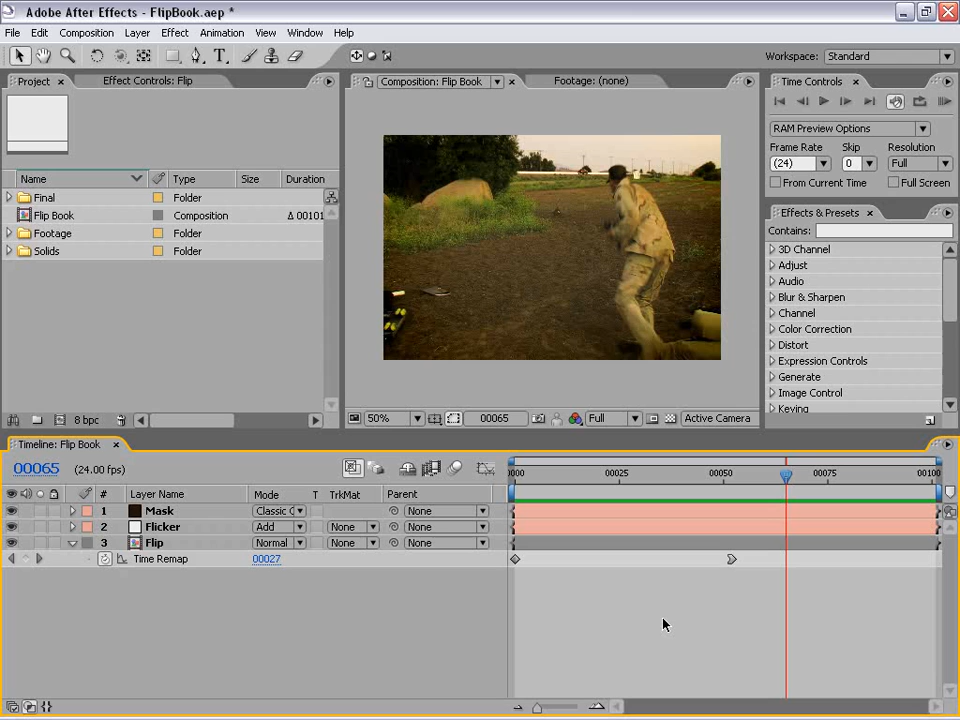 Adobe After Effects - FlipBook.aep *
File Edit Composition Layer Effect Animation View Window Help
Workspace: Standard
Project Effect Controls: Flip
Composition: Flip Book Footage: (none)
Time Controls
RAM Preview Options
Frame Rate Skip Resolution
(24) 0 Full
From Current Time Full Screen
Effects & Presets
Contains:
3D Channel
Adjust
Audio
Blur & Sharpen
Channel
Color Correction
Distort
Expression Controls
Generate
Image Control
Keying
Name Type Size Duration
Final Folder
Flip Book Composition Δ 00101
Footage Folder
Solids Folder
8 bpc
50% 00065 Full Active Camera
Timeline: Flip Book
00065 (24.00 fps)
0000 00025 00050 00075 00100
# Layer Name Mode T TrkMat Parent
1 Mask Classic C None
2 Flicker Add None None
3 Flip Normal None None
Time Remap 00027